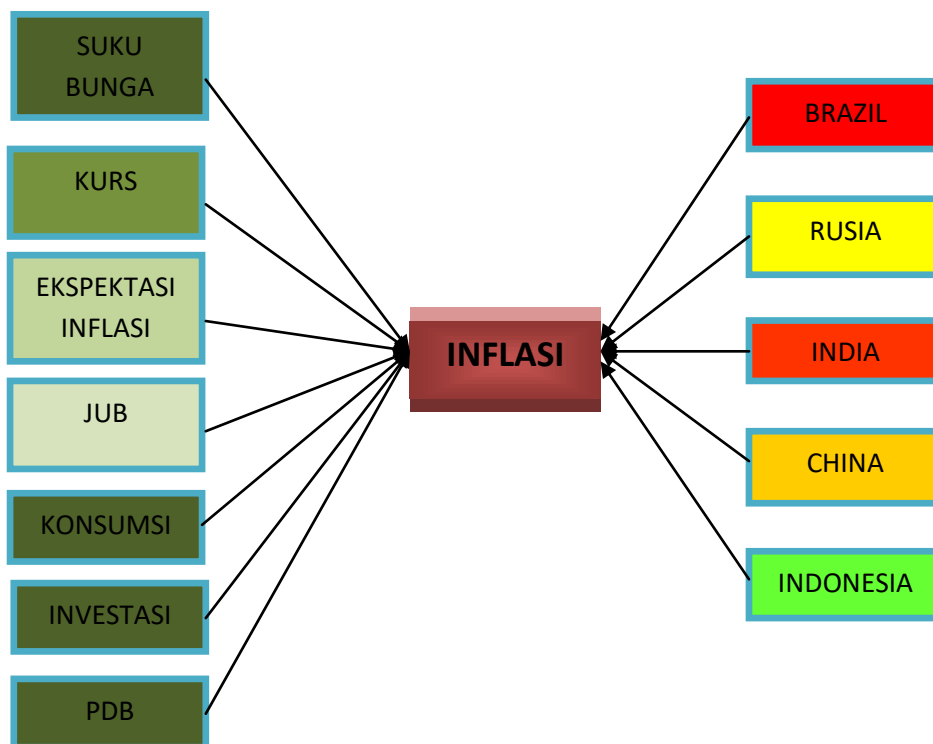 SUKU
BUNGA
KURS
EKSPEKTASI
INFLASI
JUB
KONSUMSI
INVESTASI
PDB
INFLASI
BRAZIL
RUSIA
INDIA
CHINA
INDONESIA